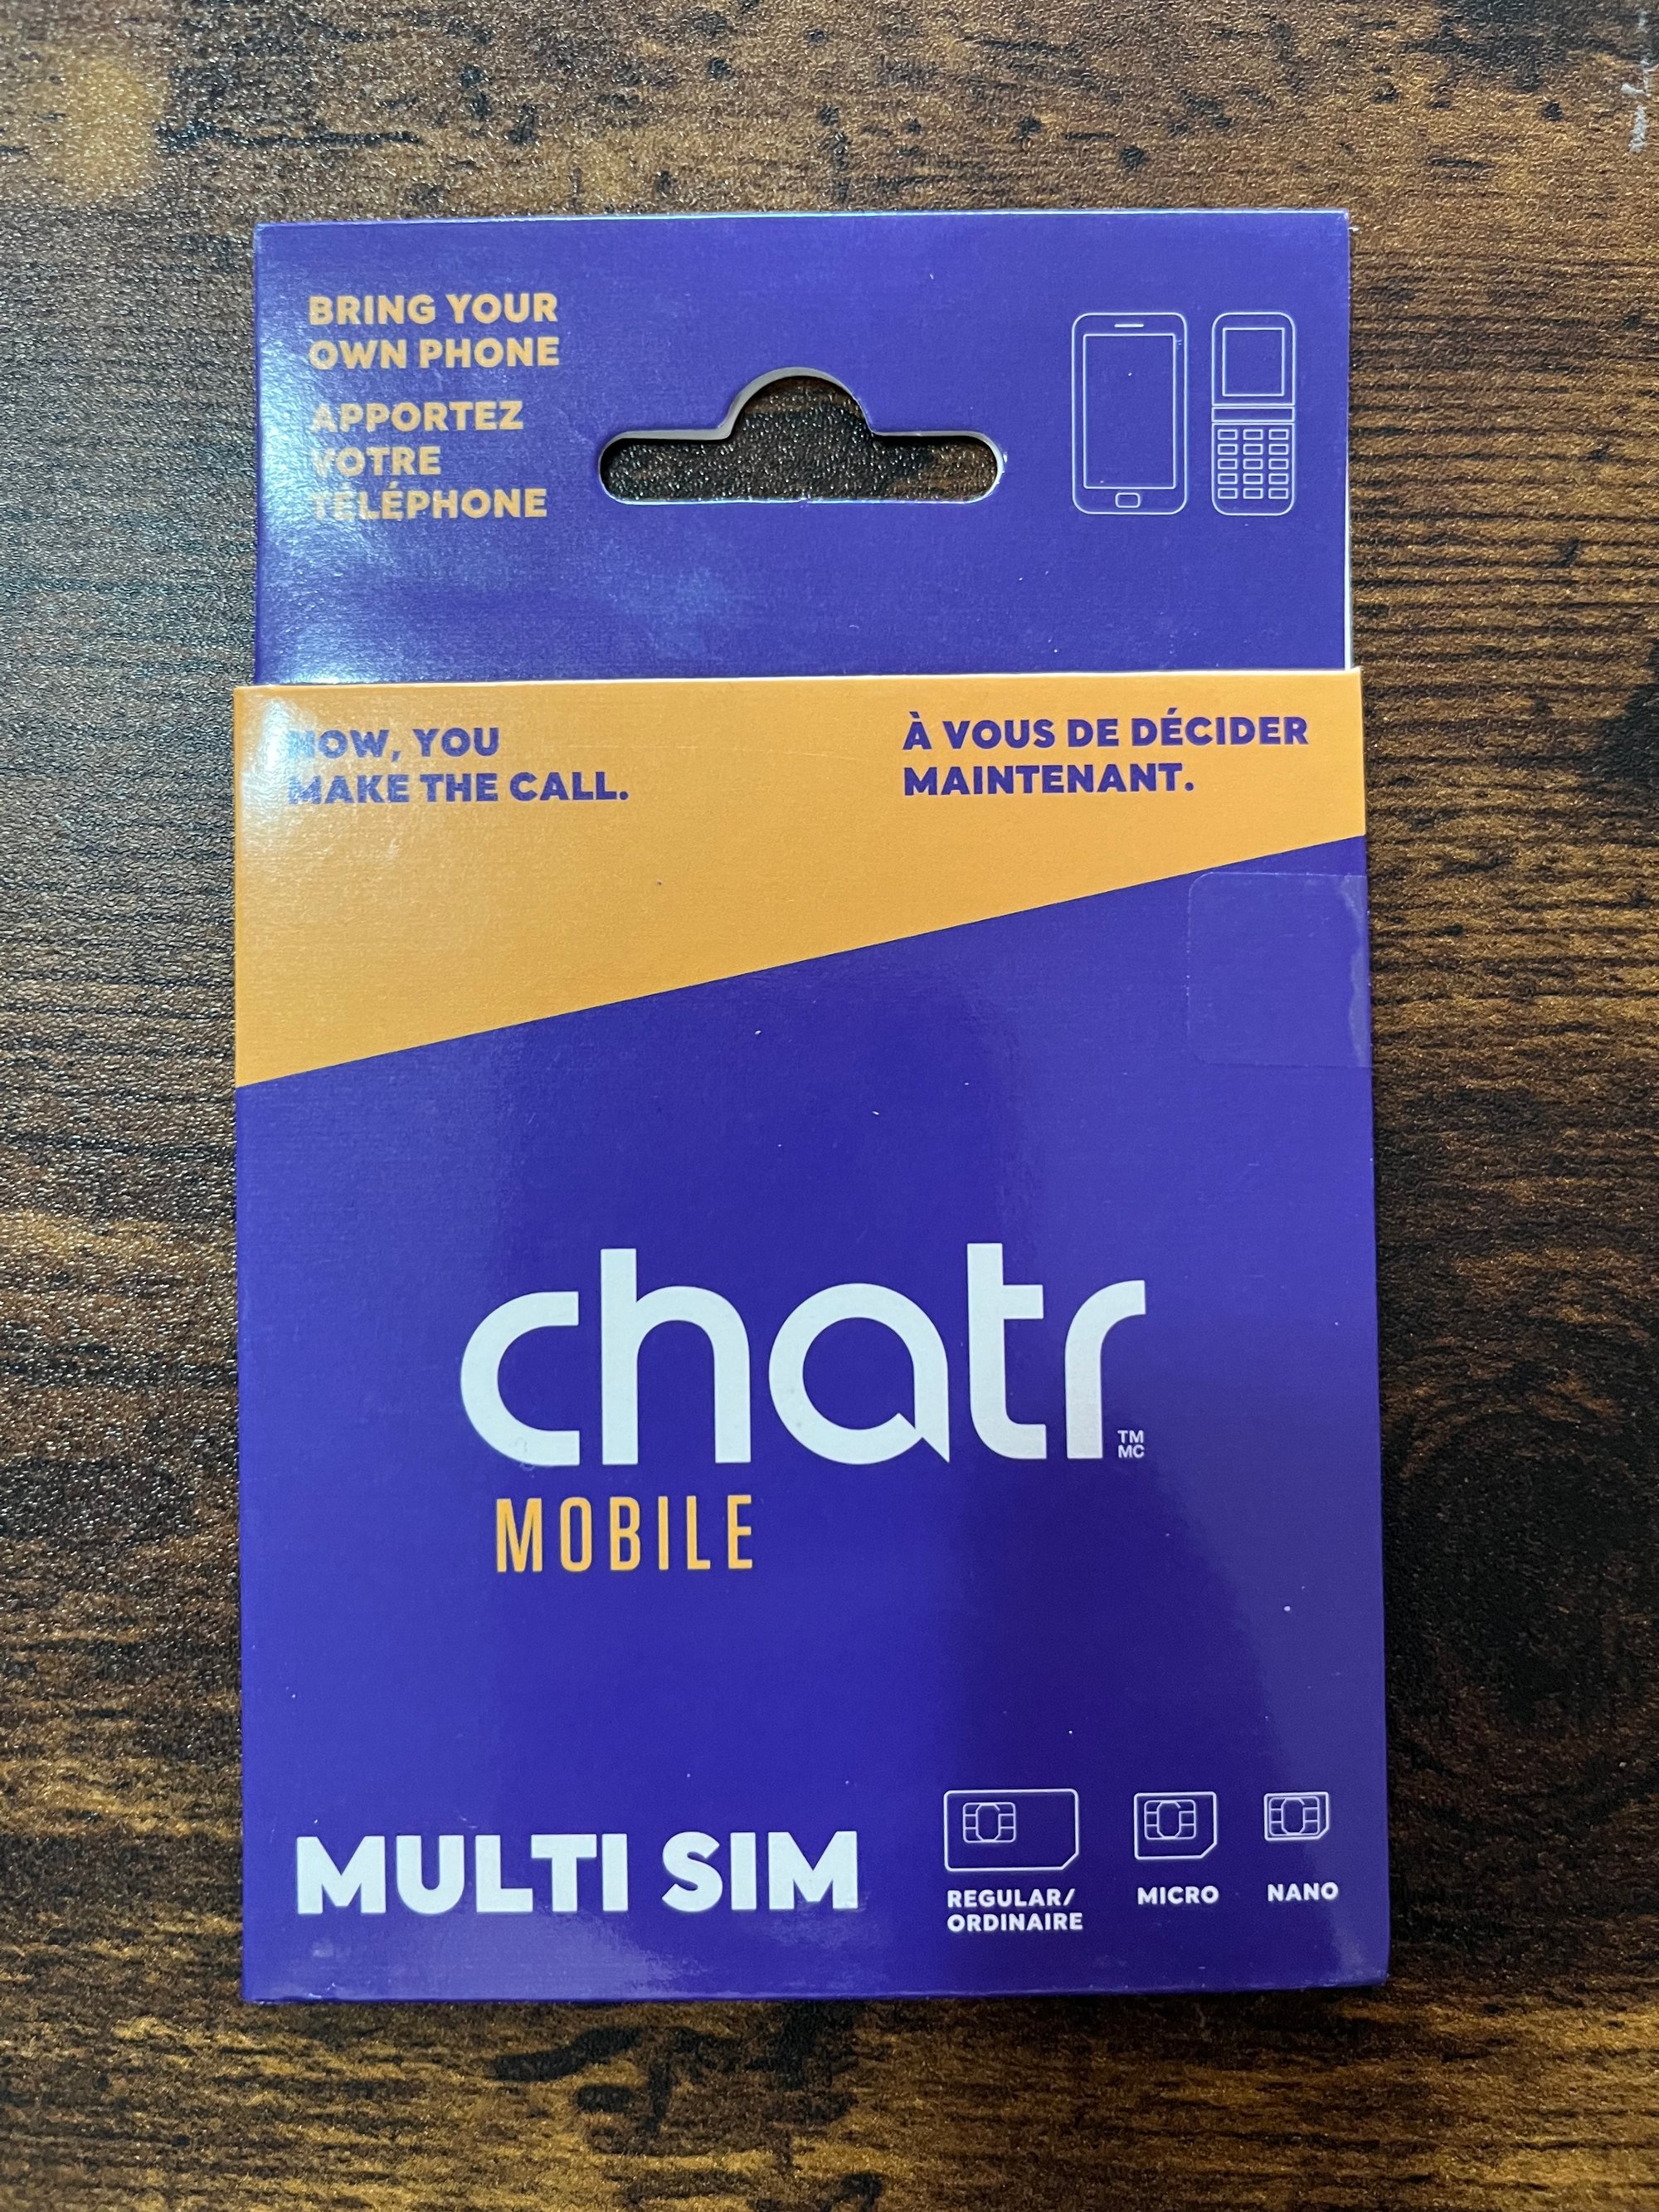 BRING YOUR
OWN PHONE
APPORTEZ
VOTRE
TÉLÉPHONE
NOW, YOU
MAKE THE CALL.
À VOUS DE DÉCIDER
MAINTENANT.
chatr
TM
MC
MOBILE
MULTI SIM
REGULAR/
ORDINAIRE
MICRO
NANO